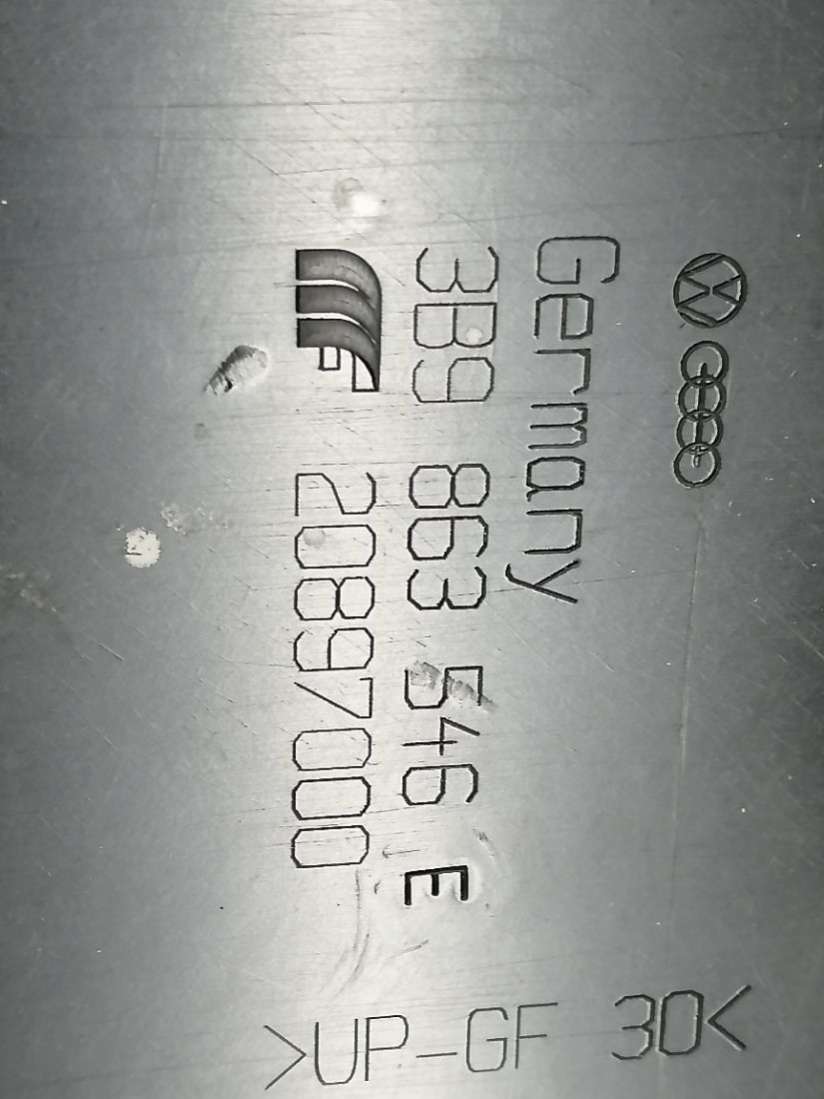 Germany
3B9 863 546 E
20897000
>UP-GF 30<